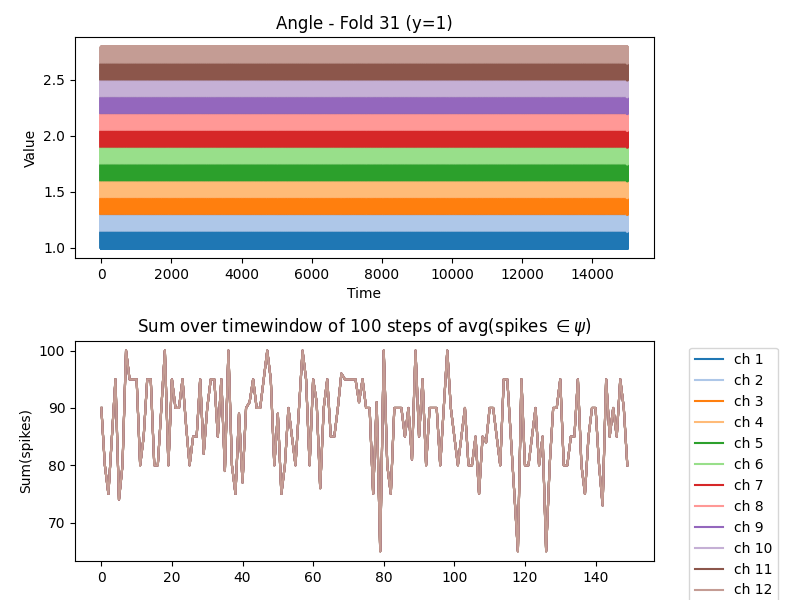 Angle - Fold 31 (y=1)
2.5
2.0
1.5
1.0
Value
0 2000 4000 6000 8000 10000 12000 14000
Time
Sum over timewindow of 100 steps of avg(spikes ∈ψ)
100
90
80
70
Sum(spikes)
0 20 40 60 80 100 120 140
ch 1
ch 2
ch 3
ch 4
ch 5
ch 6
ch 7
ch 8
ch 9
ch 10
ch 11
ch 12